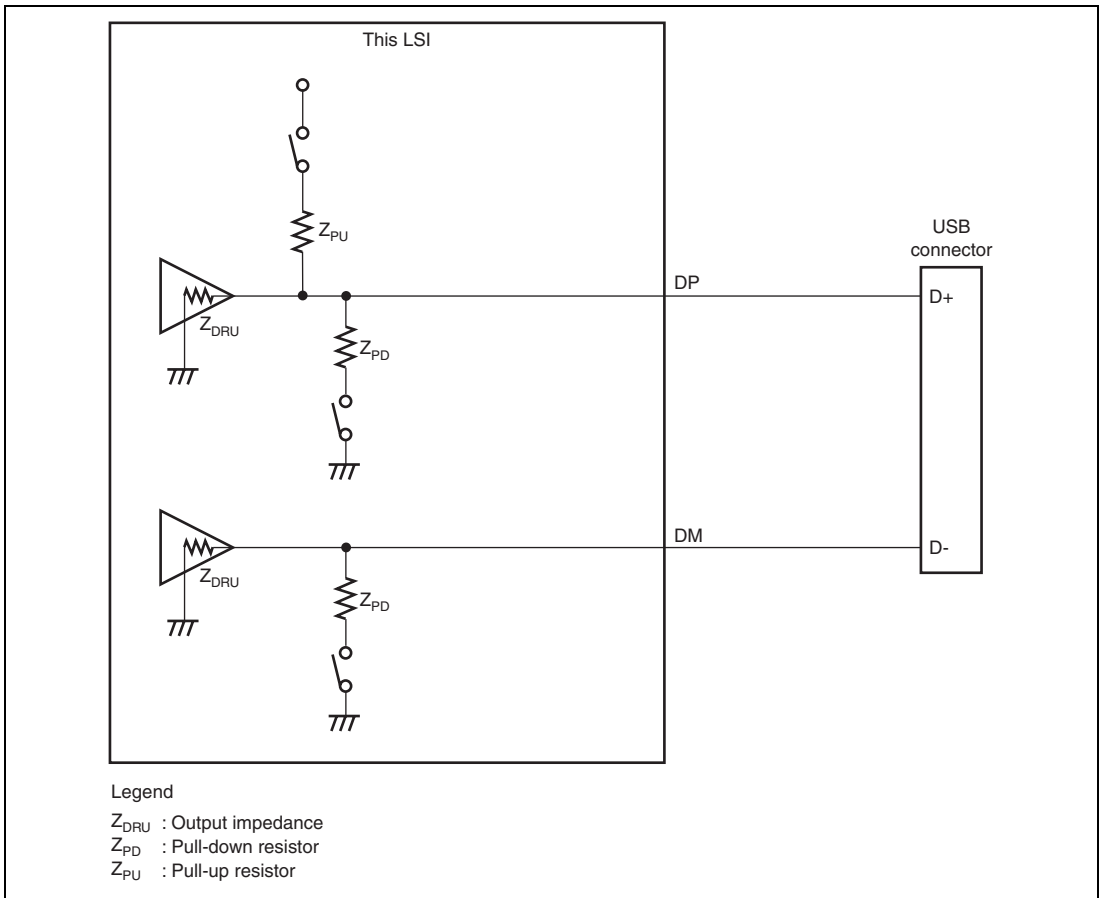 This LSI
Z_PU
USB
connector
DP
D+
Z_DRU
Z_PD
DM
D-
Z_DRU
Z_PD
Legend
Z_DRU : Output impedance
Z_PD : Pull-down resistor
Z_PU : Pull-up resistor